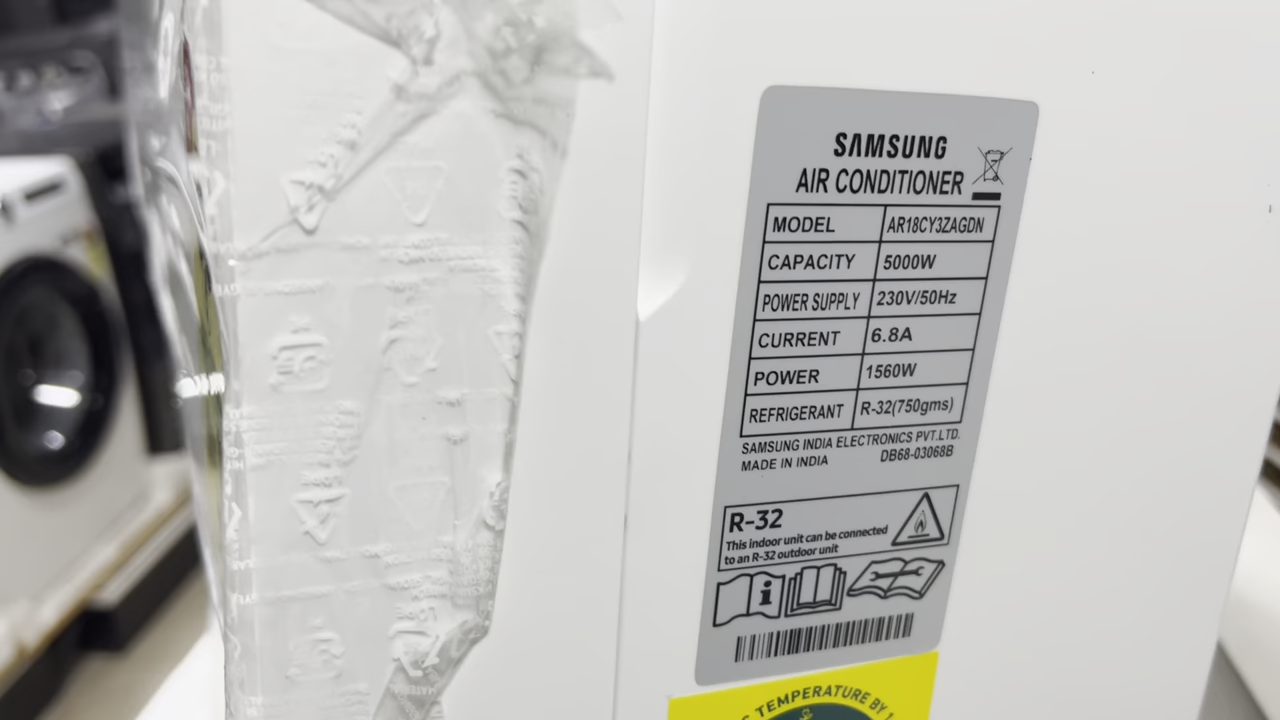 SAMSUNG
AIR CONDITIONER
MODEL AR18CY3ZAGDN
CAPACITY 5000W
POWER SUPPLY 230V/50Hz
CURRENT 6.8A
POWER 1560W
REFRIGERANT R-32(750gms)
SAMSUNG INDIA ELECTRONICS PVT.LTD.
MADE IN INDIA DB68-03068B
R-32
This indoor unit can be connected
to an R-32 outdoor unit
TEMPERATURE BY